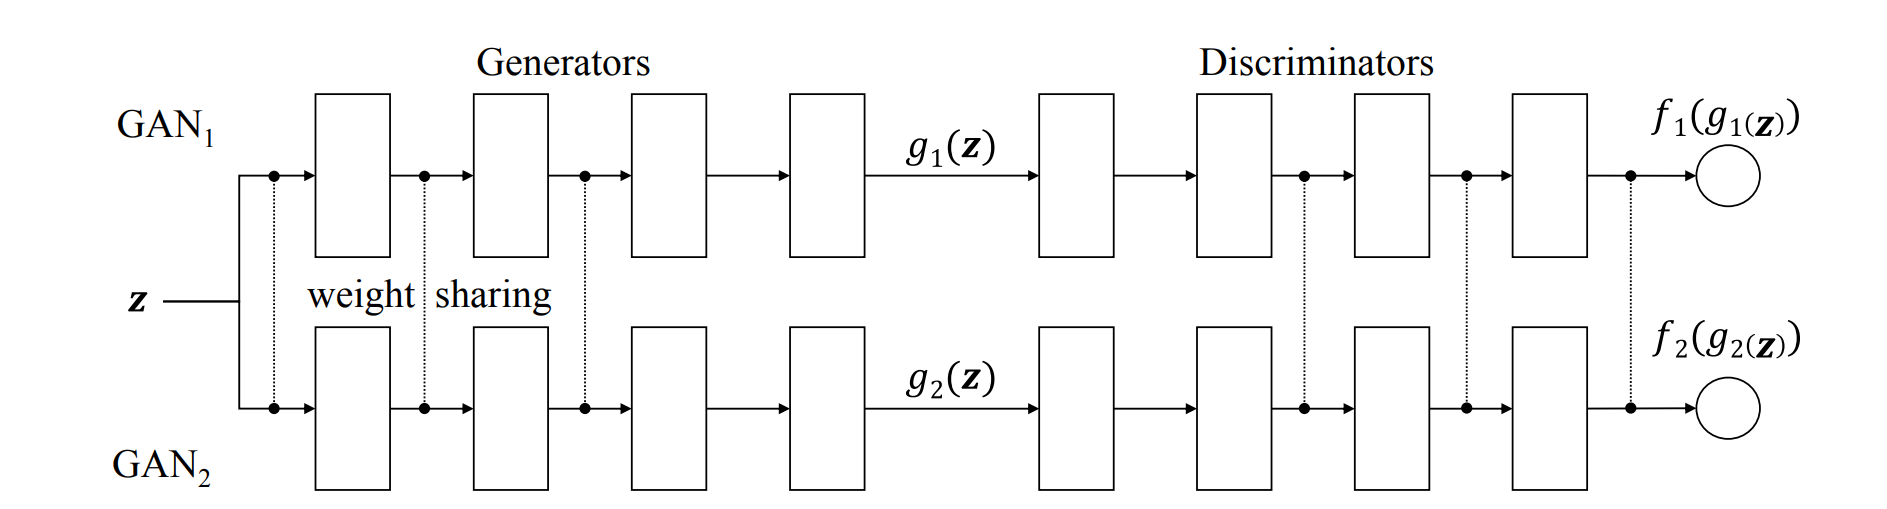 Generators
Discriminators
GAN₁
g₁(z)
f₁(g₁(z))
z
weight sharing
g₂(z)
f₂(g₂(z))
GAN₂